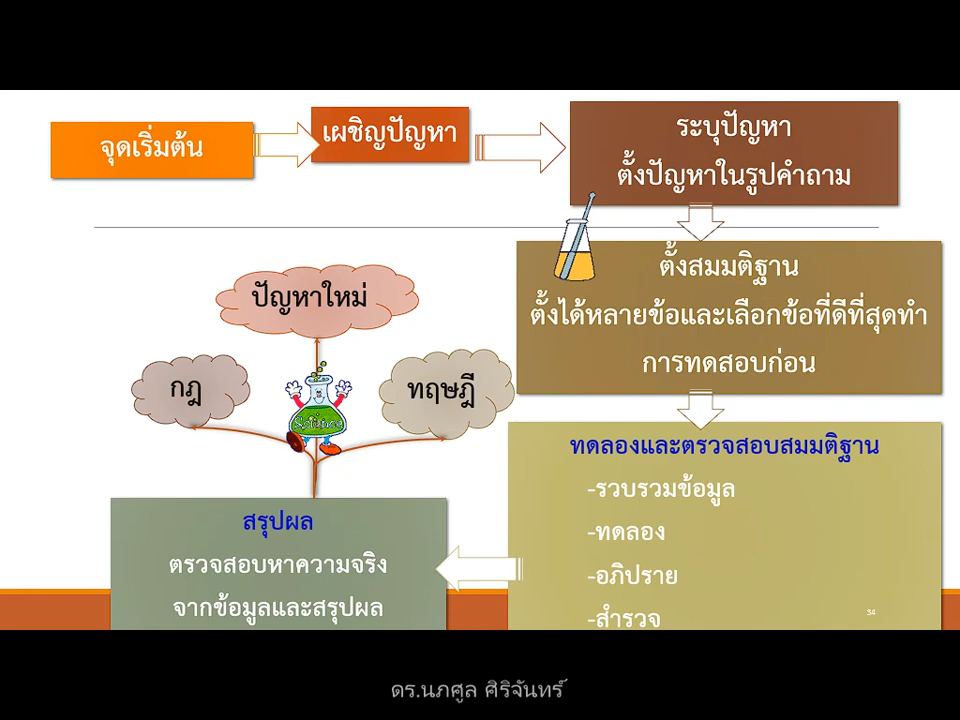 จุดเริ่มต้น
เผชิญปัญหา
ระบุปัญหา
ตั้งปัญหาในรูปคำถาม
ตั้งสมมติฐาน
ตั้งได้หลายข้อและเลือกข้อที่ดีที่สุดทำ
การทดสอบก่อน
ปัญหาใหม่
กฎ
ทฤษฎี
Science
ทดลองและตรวจสอบสมมติฐาน
-รวบรวมข้อมูล
-ทดลอง
-อภิปราย
-สำรวจ
สรุปผล
ตรวจสอบหาความจริง
จากข้อมูลและสรุปผล
34
ดร.นภศูล ศิริจันทร์